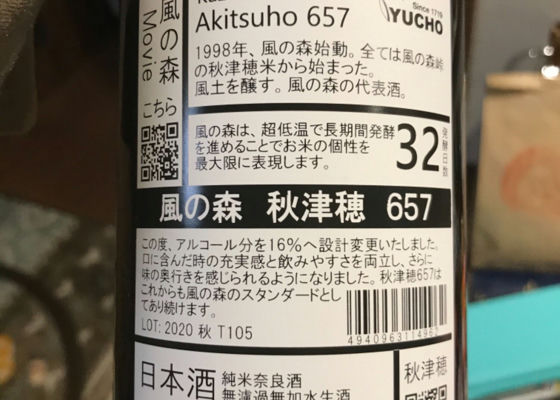 風の森
Movie
こちら
Akitsuho 657
Since 1719
YUCHO
1998年、風の森始動。全ては風の森峠
の秋津穂米から始まった。
風土を醸す。風の森の代表酒。
風の森は、超低温で長期間発酵
を進めることでお米の個性を
最大限に表現します。
32
発酵日数
風の森 秋津穂 657
この度、アルコール分を16%へ設計変更いたしました。
口に含んだ時の充実感と飲みやすさを両立し、さらに
味の奥行きを感じられるようになりました。秋津穂657は
これからも風の森のスタンダードとし
てあり続けます。
LOT: 2020 秋 T105
4940963114962
日本酒
純米奈良酒
無濾過無加水生酒
秋津穂